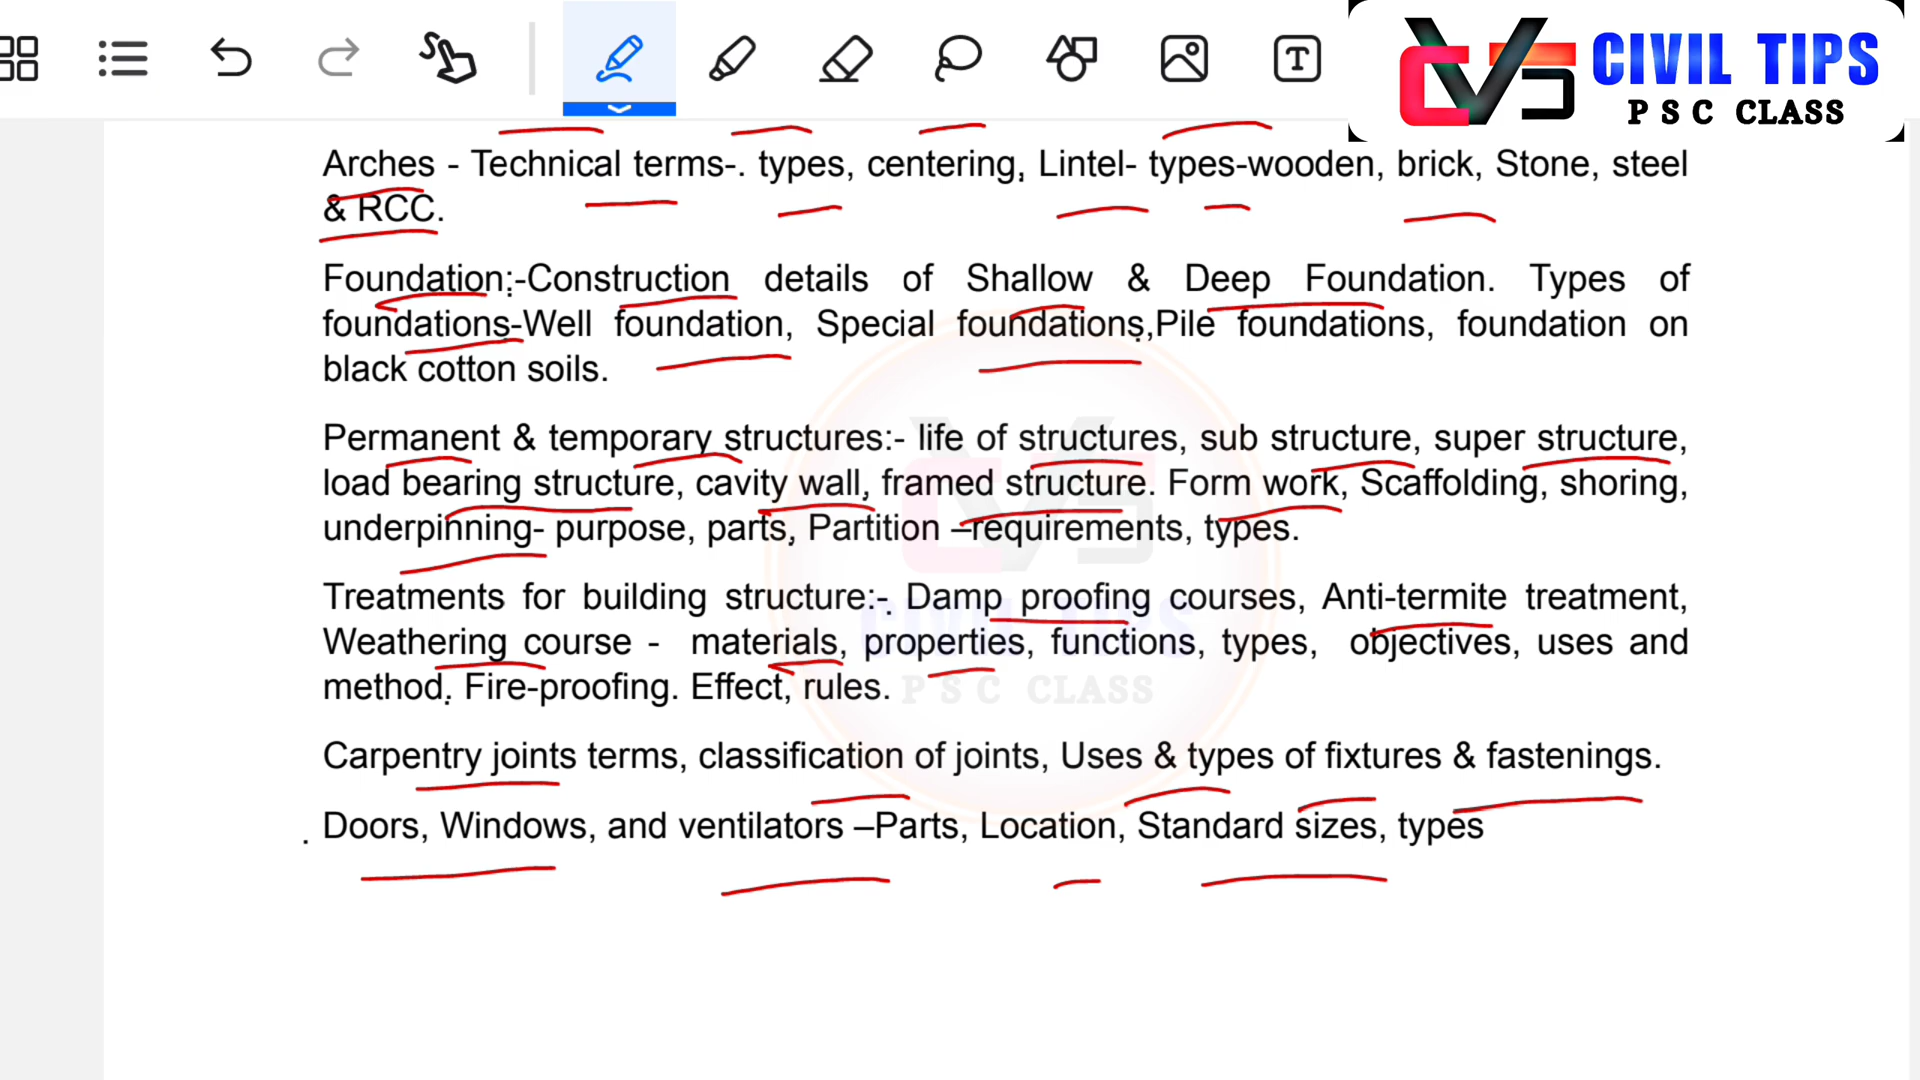 CIVIL TIPS
PSC CLASS
Arches - Technical terms-. types, centering, Lintel- types-wooden, brick, Stone, steel
& RCC.
Foundation:-Construction details of Shallow & Deep Foundation. Types of
foundations-Well foundation, Special foundations,Pile foundations, foundation on
black cotton soils.
Permanent & temporary structures:- life of structures, sub structure, super structure,
load bearing structure, cavity wall, framed structure. Form work, Scaffolding, shoring,
underpinning- purpose, parts, Partition –requirements, types.
Treatments for building structure:-. Damp proofing courses, Anti-termite treatment,
Weathering course - materials, properties, functions, types, objectives, uses and
method. Fire-proofing. Effect, rules.
Carpentry joints terms, classification of joints, Uses & types of fixtures & fastenings.
. Doors, Windows, and ventilators –Parts, Location, Standard sizes, types
CIVIL TIPS
PSC CLASS